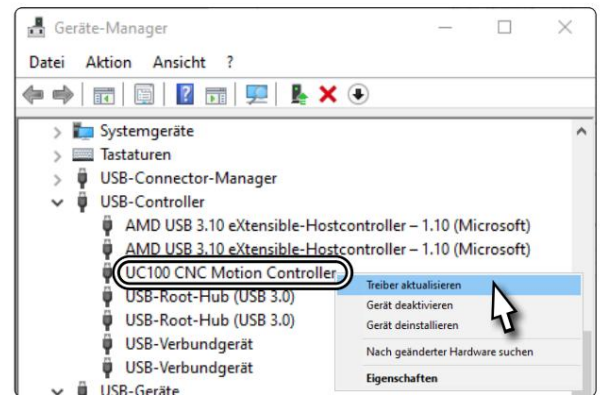 Geräte-Manager
Datei Aktion Ansicht ?
Systemgeräte
Tastaturen
USB-Connector-Manager
USB-Controller
AMD USB 3.10 eXtensible-Hostcontroller – 1.10 (Microsoft)
AMD USB 3.10 eXtensible-Hostcontroller – 1.10 (Microsoft)
UC100 CNC Motion Controller
Treiber aktualisieren
USB-Root-Hub (USB 3.0)
Gerät deaktivieren
USB-Root-Hub (USB 3.0)
Gerät deinstallieren
USB-Verbundgerät
Nach geänderter Hardware suchen
USB-Verbundgerät
Eigenschaften
USB-Geräte